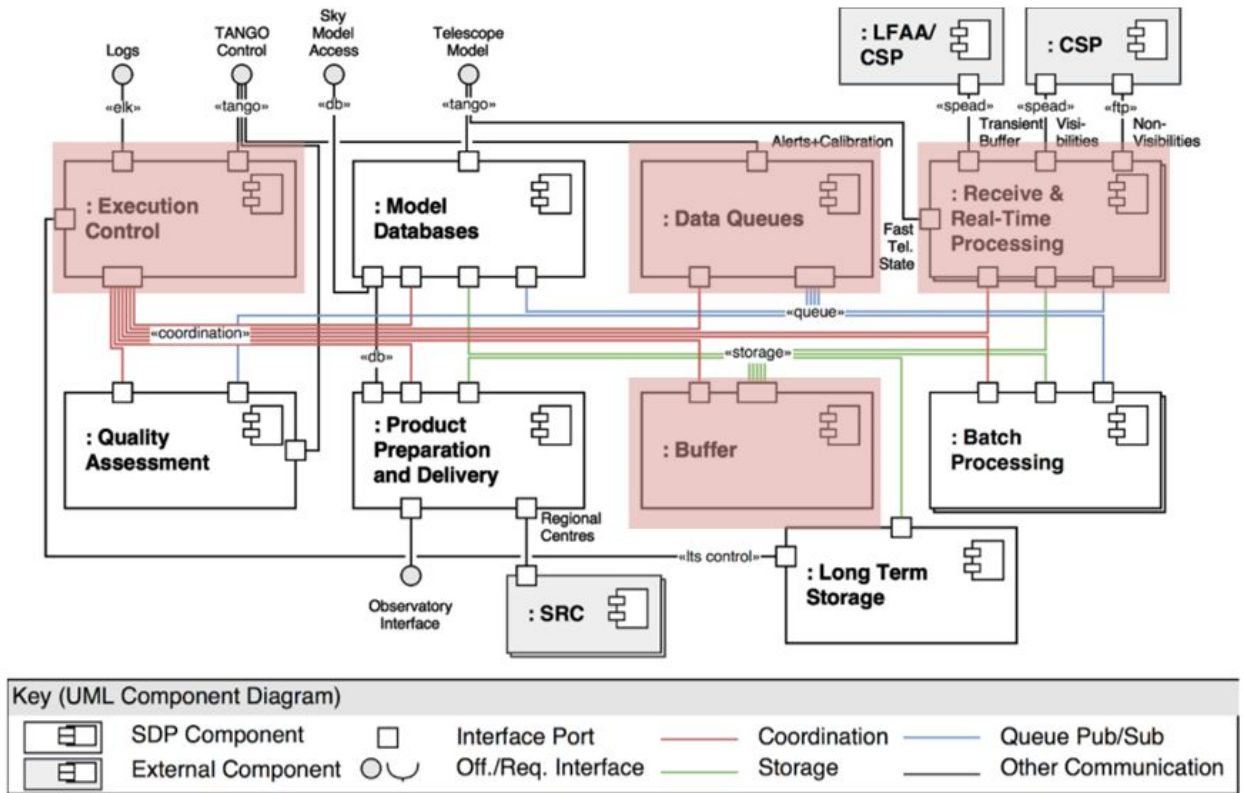 Logs
TANGO
Control
Sky
Model
Access
Telescope
Model
: LFAA/
CSP
: CSP
«elk»
«tango»
«db»
«tango»
«spead»
«spead»
«ftp»
Transient
Buffer
Visi-
bilities
Non-
Visibilities
Alerts+Calibration
: Execution
Control
: Model
Databases
: Data Queues
Fast
Tel.
State
: Receive &
Real-Time
Processing
«queue»
«coordination»
«db»
«storage»
: Quality
Assessment
: Product
Preparation
and Delivery
: Buffer
: Batch
Processing
Regional
Centres
«lts control»
: Long Term
Storage
Observatory
Interface
: SRC
Key (UML Component Diagram)
SDP Component
Interface Port
Coordination
Queue Pub/Sub
External Component
Off./Req. Interface
Storage
Other Communication